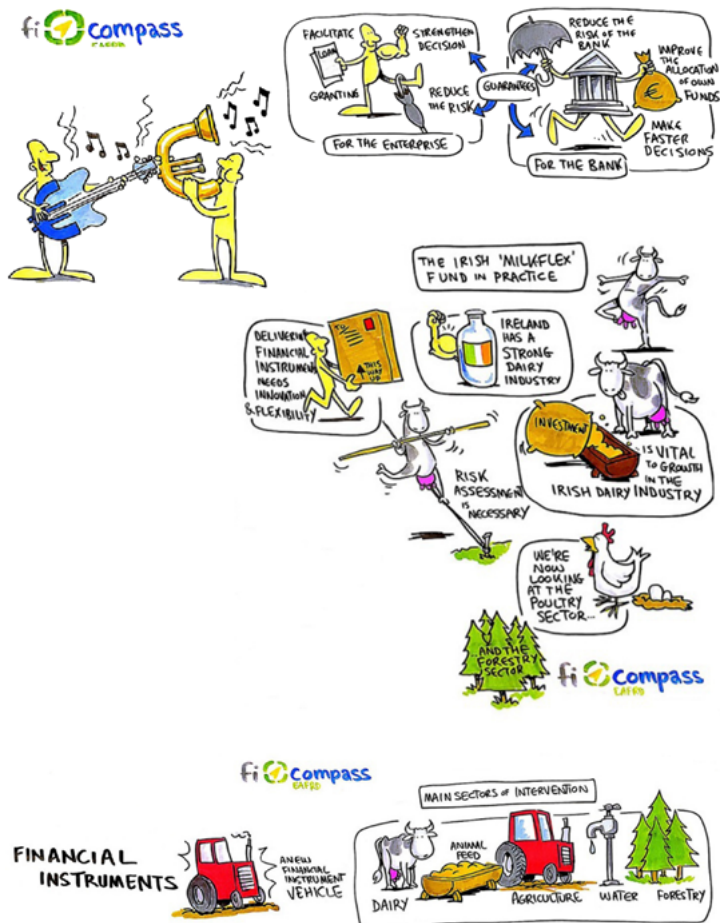 fi compass
FACILITATE
LOAN
GRANTING
STRENGTHEN
DECISION
REDUCE
THE RISK
FOR THE ENTERPRISE
GUARANTEES
REDUCE THE
RISK OF THE
BANK
IMPROVE
THE
ALLOCATION
OF OWN
FUNDS
€
MAKE
FASTER
DECISIONS
FOR THE BANK
THE IRISH 'MILKFLEX'
FUND IN PRACTICE
DELIVERING
FINANCIAL
INSTRUMENT
NEEDS
INNOVATION
& FLEXIBILITY
THIS
WAY
UP
IRELAND
HAS A
STRONG
DAIRY
INDUSTRY
INVESTMENT
IS VITAL
TO GROWTH
IN THE
IRISH DAIRY INDUSTRY
RISK
ASSESSMENT
IS
NECESSARY
WE'RE
NOW
LOOKING
AT THE
POULTRY
SECTOR...
...AND THE
FORESTRY
SECTOR
fi compass
EAFRD
fi compass
EAFRD
FINANCIAL
INSTRUMENTS
A NEW
FINANCIAL
INSTRUMENT
VEHICLE
MAIN SECTORS OF INTERVENTION
DAIRY
ANIMAL
FEED
AGRICULTURE
WATER
FORESTRY